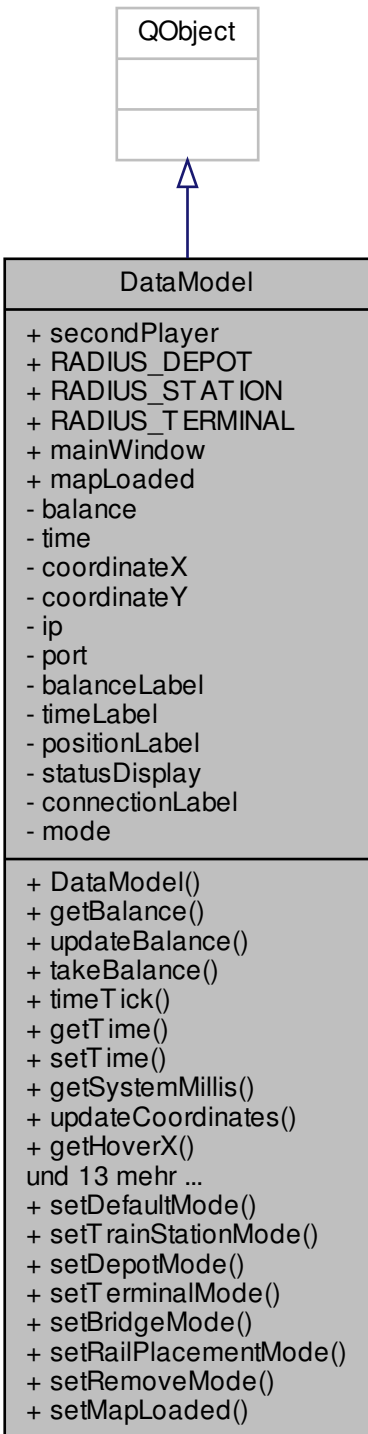 QObject
DataModel
+ secondPlayer
+ RADIUS_DEPOT
+ RADIUS_STATION
+ RADIUS_TERMINAL
+ mainWindow
+ mapLoaded
- balance
- time
- coordinateX
- coordinateY
- ip
- port
- balanceLabel
- timeLabel
- positionLabel
- statusDisplay
- connectionLabel
- mode
+ DataModel()
+ getBalance()
+ updateBalance()
+ takeBalance()
+ timeTick()
+ getTime()
+ setTime()
+ getSystemMillis()
+ updateCoordinates()
+ getHoverX()
und 13 mehr ...
+ setDefaultMode()
+ setTrainStationMode()
+ setDepotMode()
+ setTerminalMode()
+ setBridgeMode()
+ setRailPlacementMode()
+ setRemoveMode()
+ setMapLoaded()